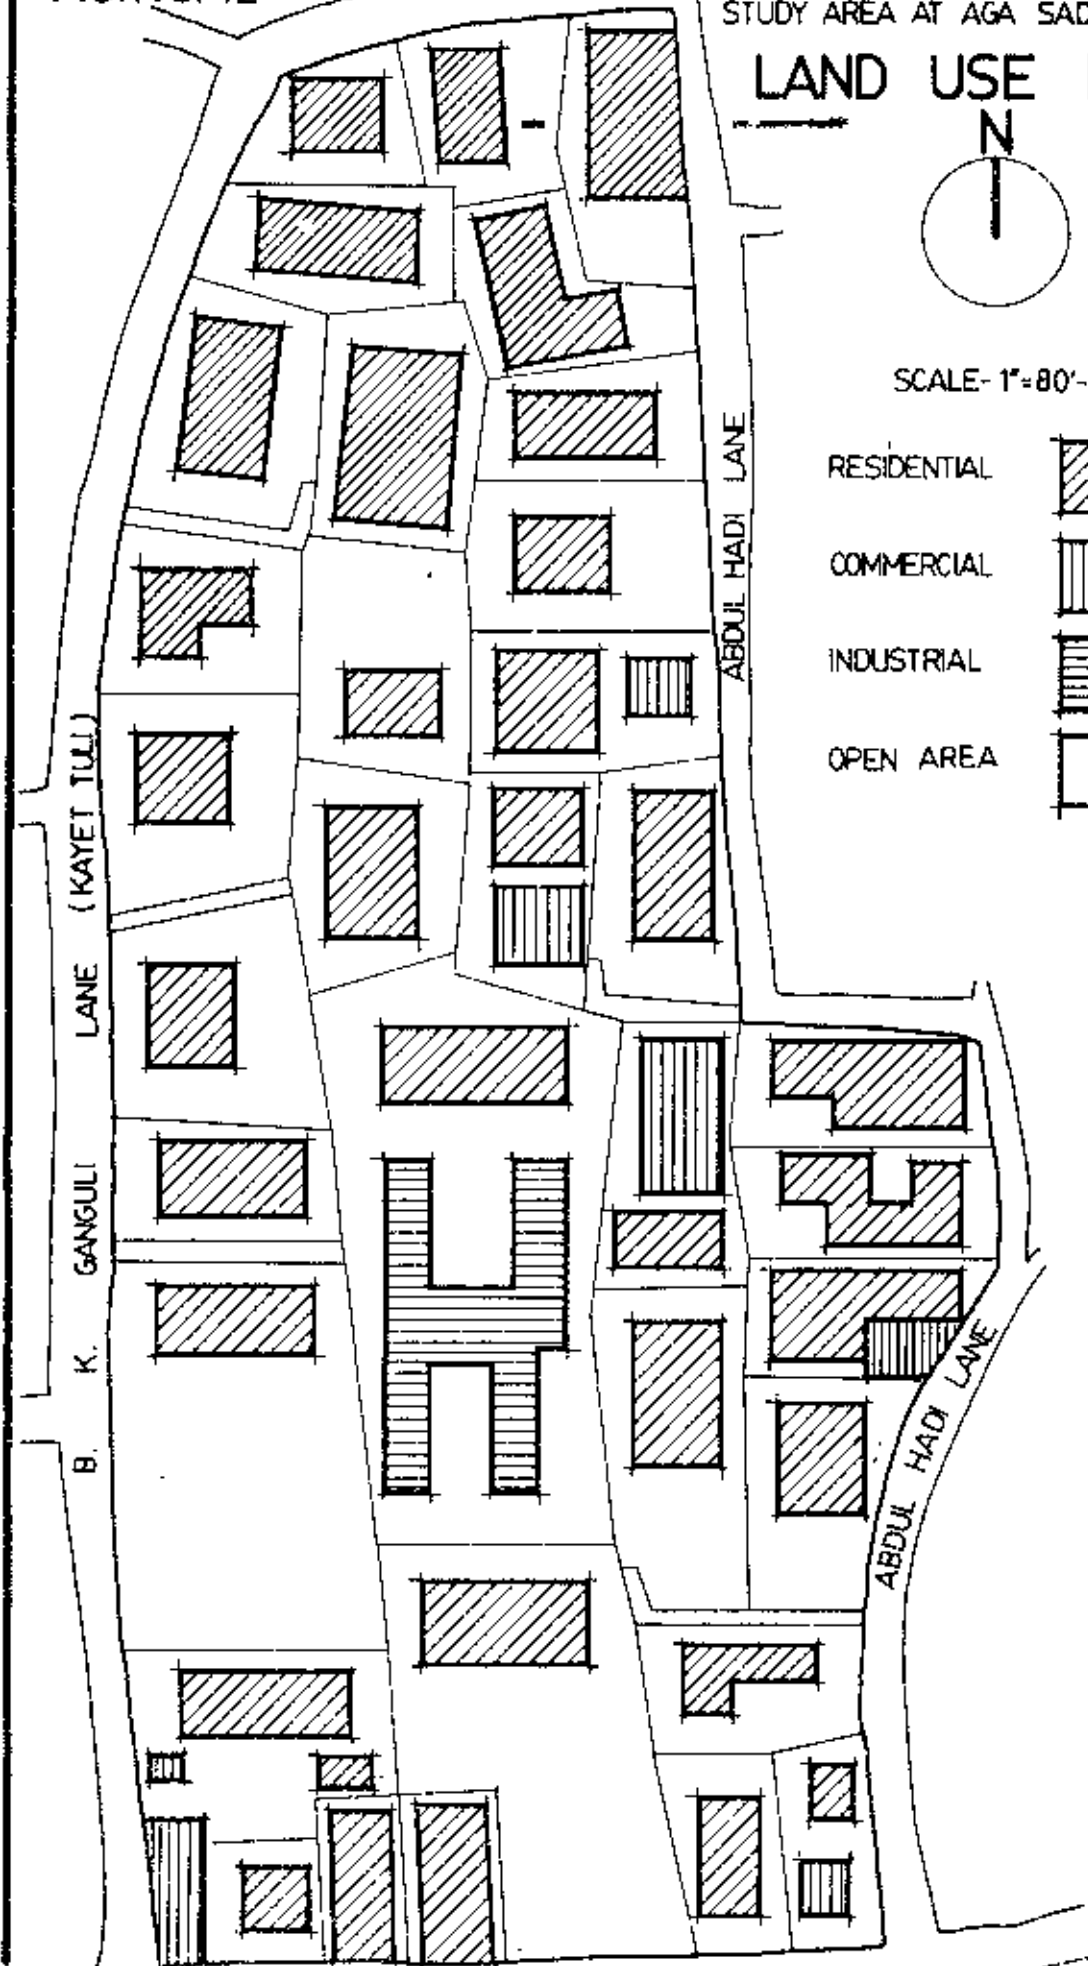 STUDY AREA AT AGA SAD
LAND USE
N
SCALE- 1"=80'-
RESIDENTIAL
COMMERCIAL
INDUSTRIAL
OPEN AREA
ABDUL HADI LANE
B. K. GANGULI LANE (KAYET TULI)
ABDUL HADI LANE